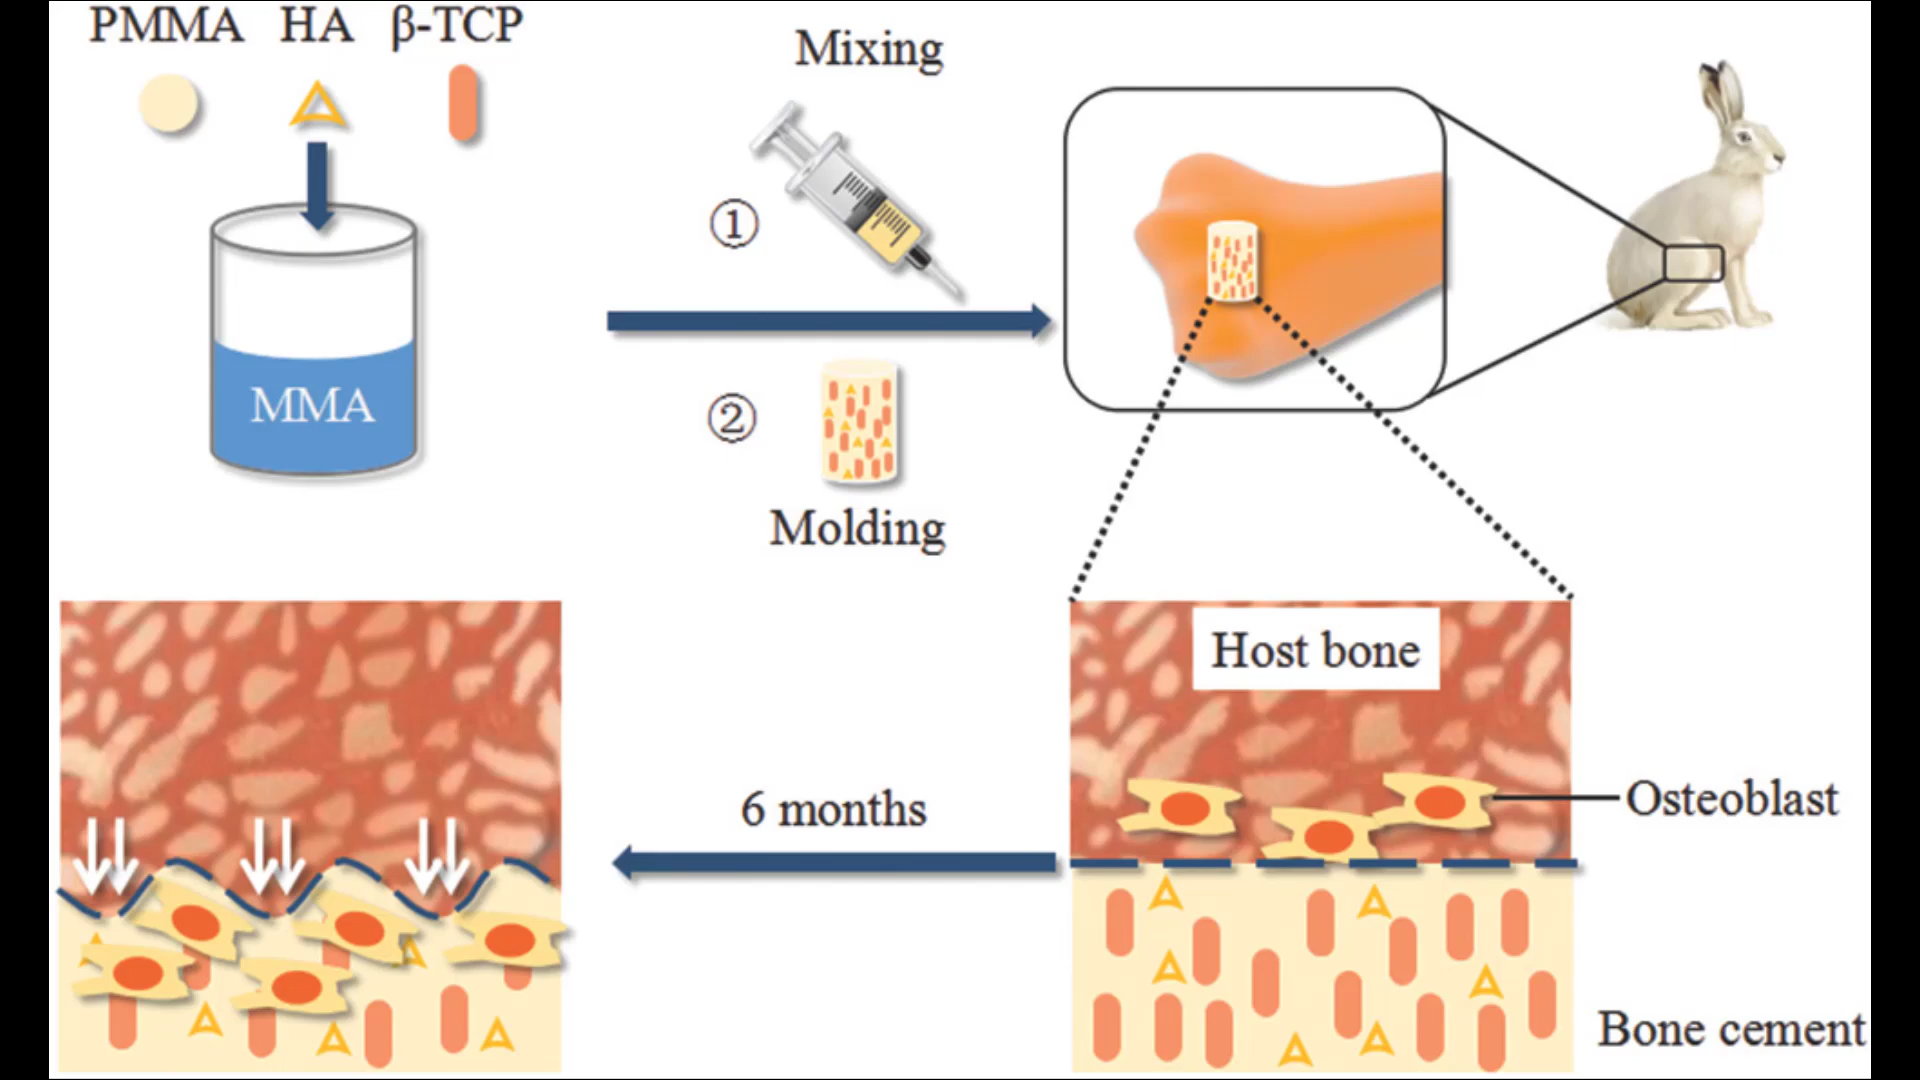 PMMA HA β-TCP
Mixing
①
MMA
②
Molding
Host bone
6 months
Osteoblast
Bone cement